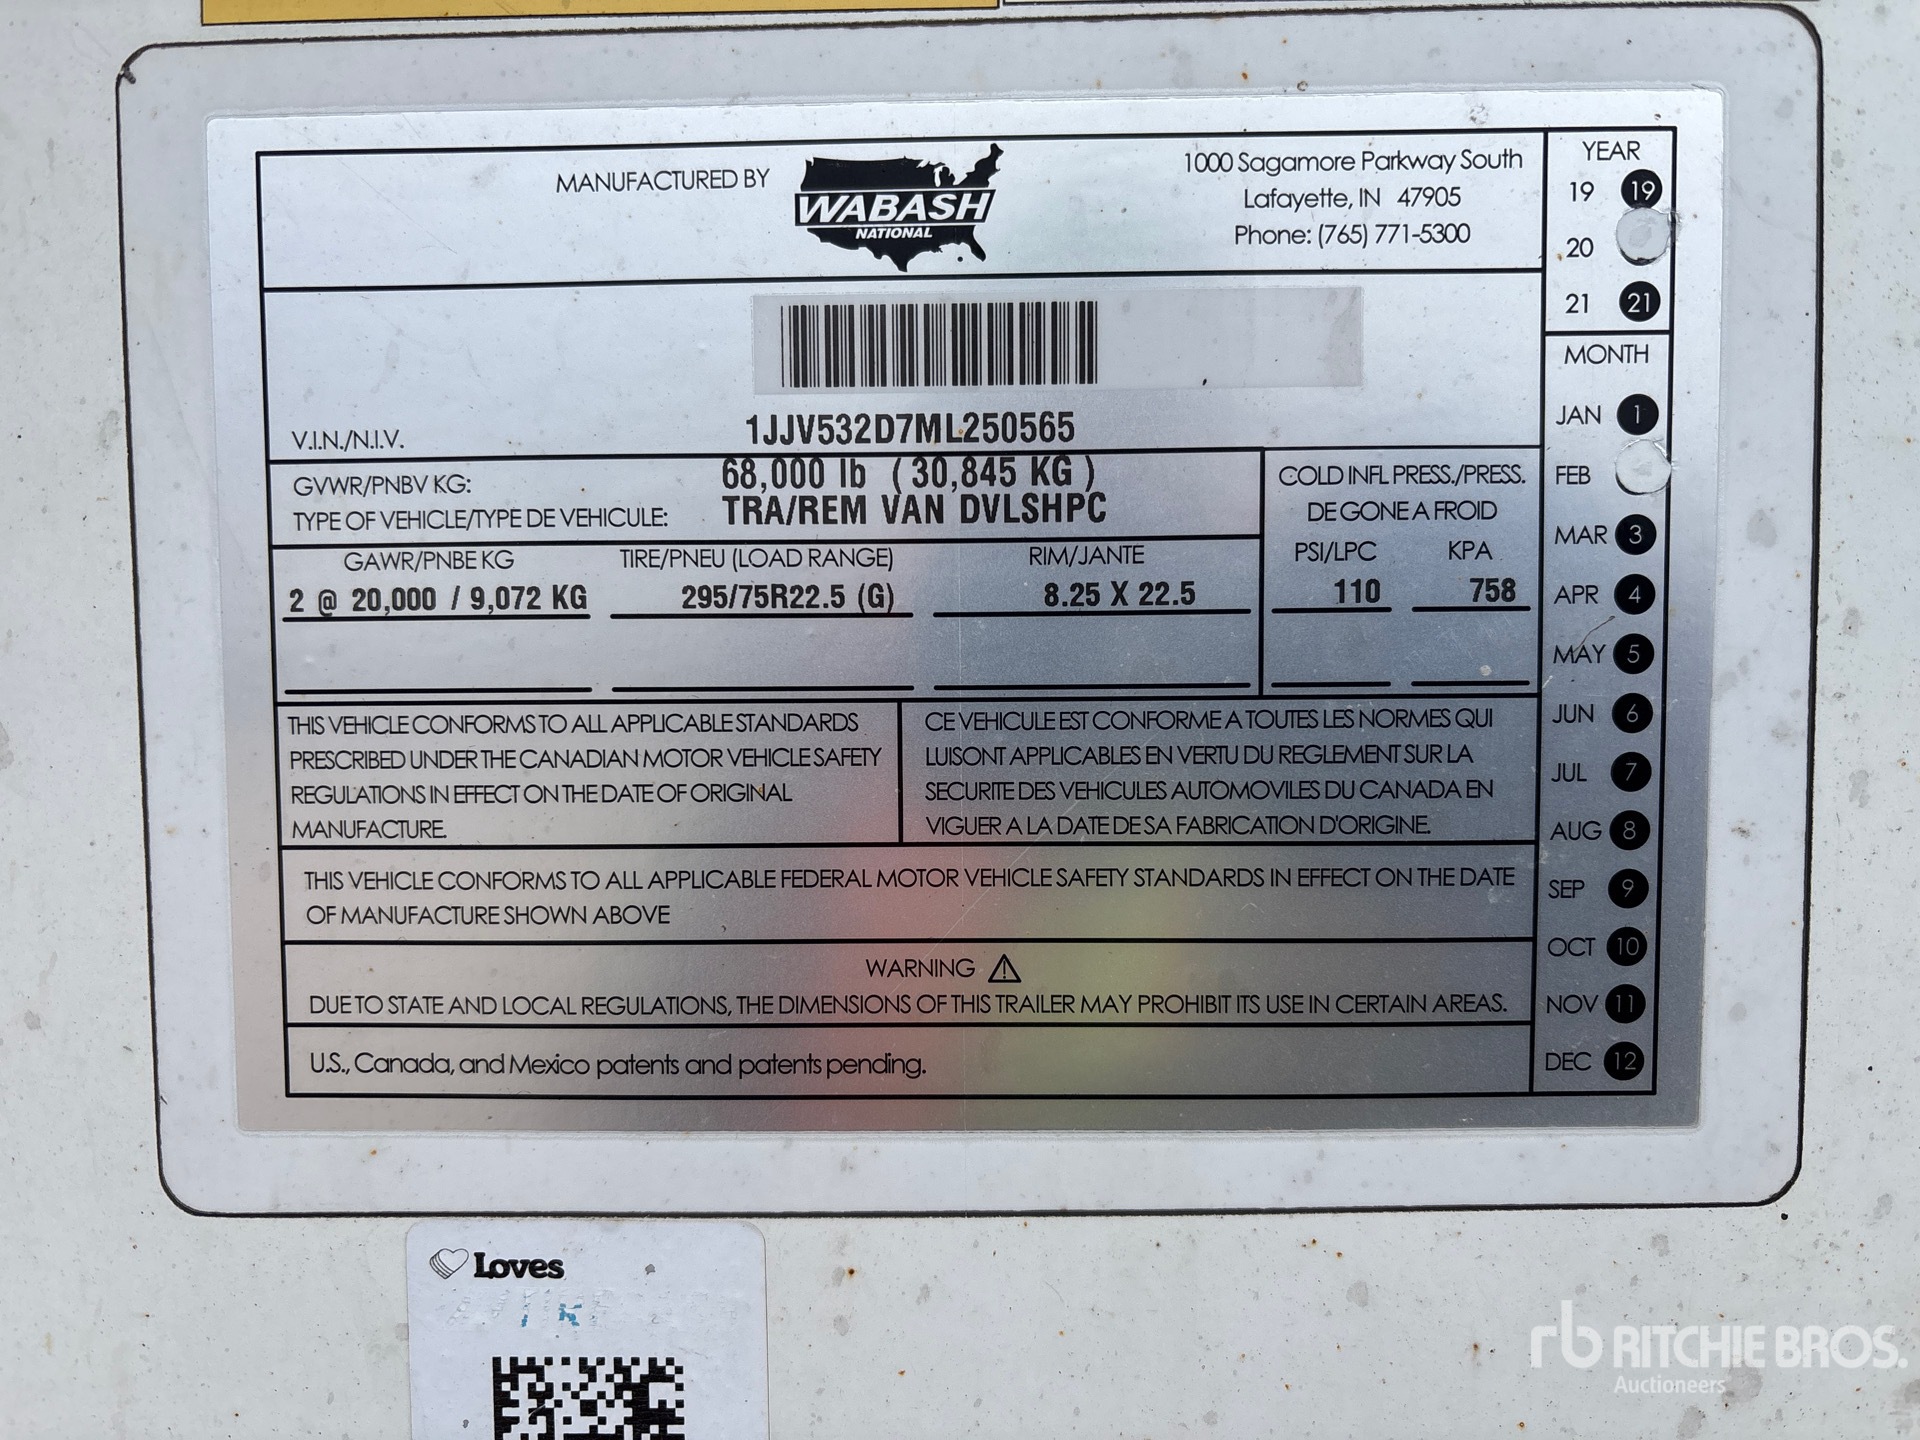 MANUFACTURED BY
WABASH
NATIONAL
1000 Sagamore Parkway South
Lafayette, IN 47905
Phone: (765) 771-5300
V.I.N./N.I.V.
1JJV532D7ML250565
GVWR/PNBV KG:
68,000 lb ( 30,845 KG )
TYPE OF VEHICLE/TYPE DE VEHICULE:
TRA/REM VAN DVLSHPC
GAWR/PNBE KG
TIRE/PNEU (LOAD RANGE)
RIM/JANTE
2 @ 20,000 / 9,072 KG
295/75R22.5 (G)
8.25 X 22.5
COLD INFL PRESS./PRESS.
DE GONE A FROID
PSI/LPC KPA
110 758
THIS VEHICLE CONFORMS TO ALL APPLICABLE STANDARDS
PRESCRIBED UNDER THE CANADIAN MOTOR VEHICLE SAFETY
REGULATIONS IN EFFECT ON THE DATE OF ORIGINAL
MANUFACTURE.
CE VEHICULE EST CONFORME A TOUTES LES NORMES QUI
LUISONT APPLICABLES EN VERTU DU REGLEMENT SUR LA
SECURITE DES VEHICULES AUTOMOVILES DU CANADA EN
VIGUER A LA DATE DE SA FABRICATION D'ORIGINE.
THIS VEHICLE CONFORMS TO ALL APPLICABLE FEDERAL MOTOR VEHICLE SAFETY STANDARDS IN EFFECT ON THE DATE
OF MANUFACTURE SHOWN ABOVE
WARNING
DUE TO STATE AND LOCAL REGULATIONS, THE DIMENSIONS OF THIS TRAILER MAY PROHIBIT ITS USE IN CERTAIN AREAS.
U.S., Canada, and Mexico patents and patents pending.
YEAR
19 19
20
21 21
MONTH
JAN 1
FEB
MAR 3
APR 4
MAY 5
JUN 6
JUL 7
AUG 8
SEP 9
OCT 10
NOV 11
DEC 12
Loves
rb RITCHIE BROS.
Auctioneers